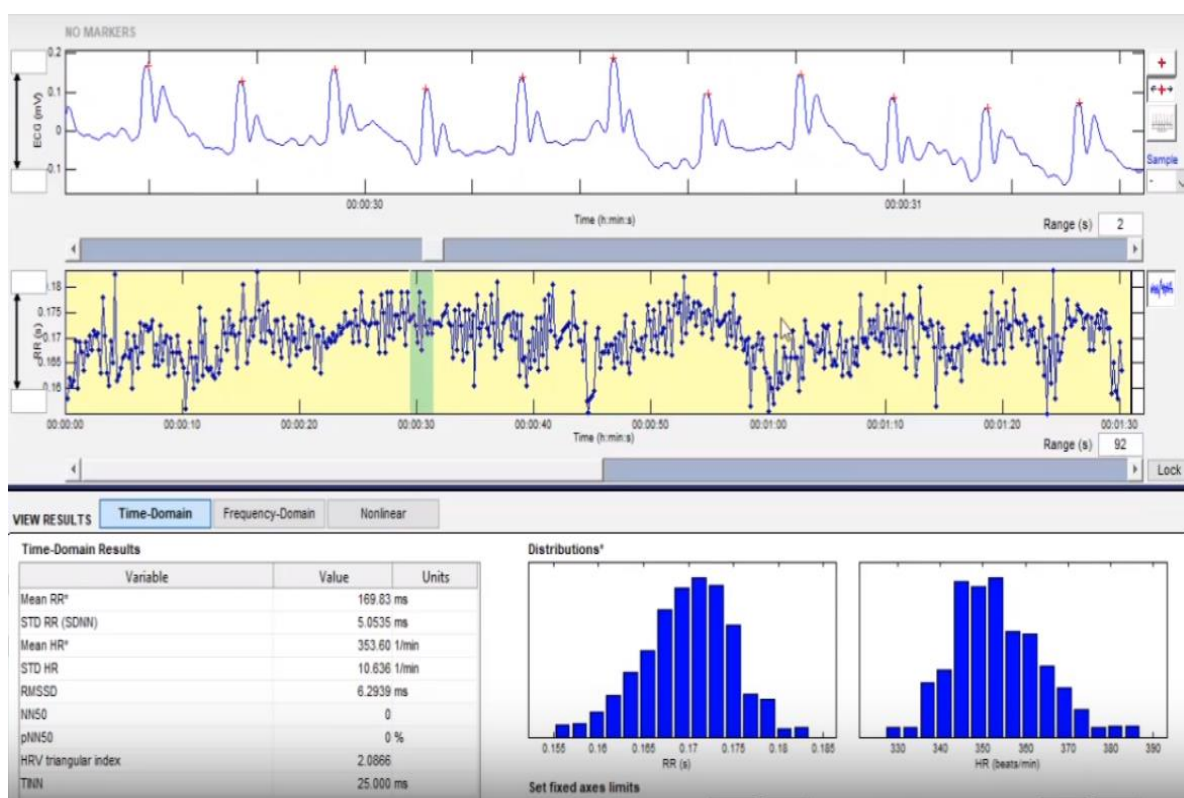 NO MARKERS
0.2
0.1
0
-0.1
ECG (mV)
00:00:30 00:00:31
Time (h:min:s)
Range (s) 2
Sample
-
0.18
0.175
0.17
0.165
0.16
RR (s)
00:00:00 00:00:10 00:00:20 00:00:30 00:00:40 00:00:50 00:01:00 00:01:10 00:01:20 00:01:30
Time (h:min:s)
Range (s) 92
Lock
VIEW RESULTS Time-Domain Frequency-Domain Nonlinear
Time-Domain Results
Variable Value Units
Mean RR* 169.83 ms
STD RR (SDNN) 5.0535 ms
Mean HR* 353.60 1/min
STD HR 10.636 1/min
RMSSD 6.2939 ms
NN50 0
pNN50 0 %
HRV triangular index 2.0866
TINN 25.000 ms
Distributions*
0.155 0.16 0.165 0.17 0.175 0.18 0.185
RR (s)
330 340 350 360 370 380 390
HR (beats/min)
Set fixed axes limits